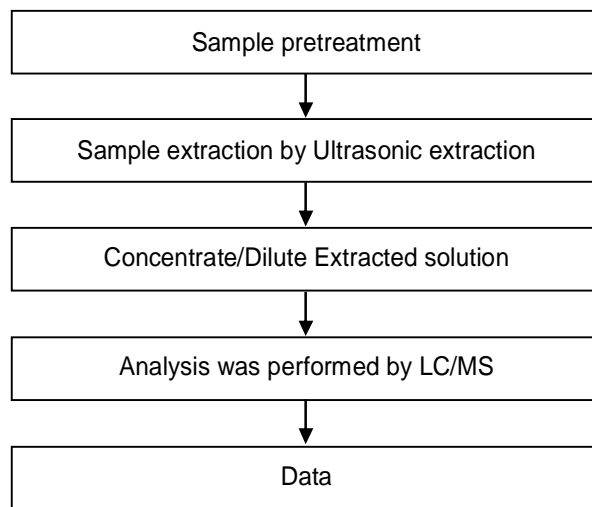 Sample pretreatment
Sample extraction by Ultrasonic extraction
Concentrate/Dilute Extracted solution
Analysis was performed by LC/MS
Data